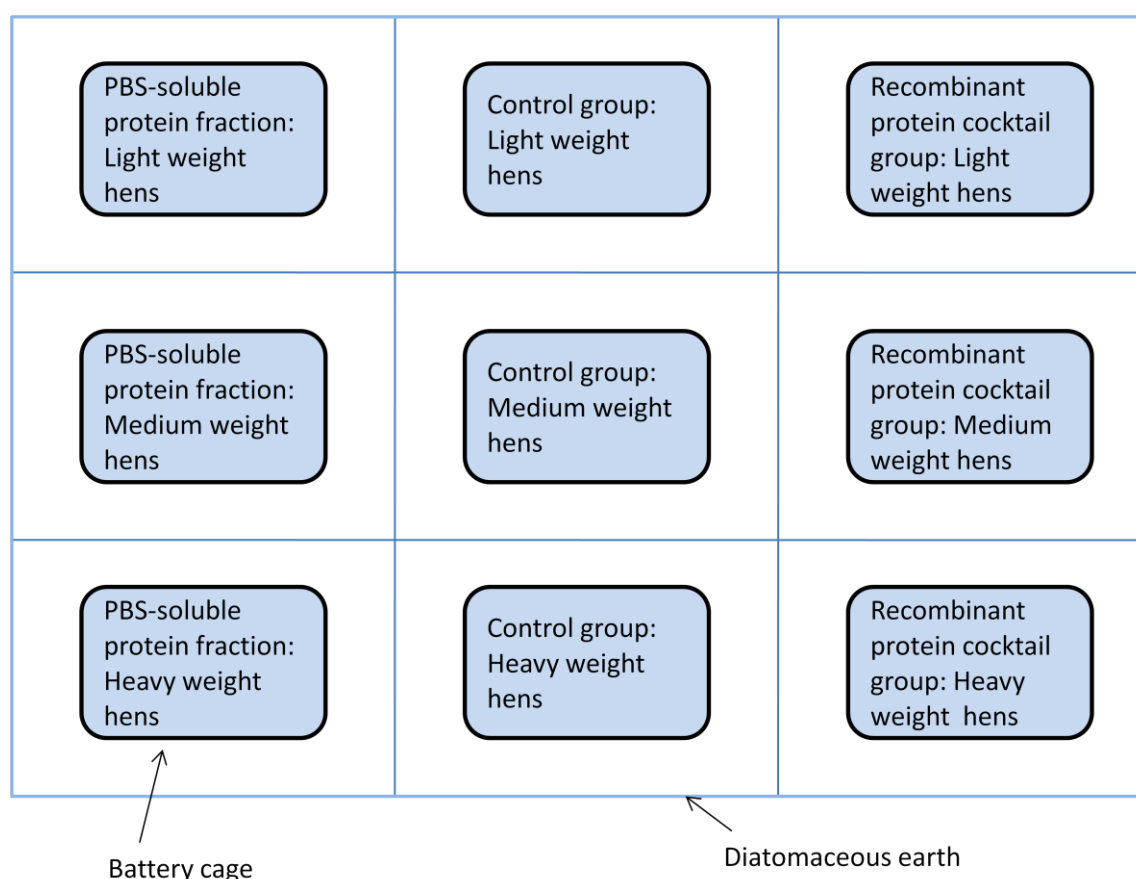 PBS-soluble
protein fraction:
Light weight
hens
Control group:
Light weight
hens
Recombinant
protein cocktail
group: Light
weight hens
PBS-soluble
protein fraction:
Medium weight
hens
Control group:
Medium weight
hens
Recombinant
protein cocktail
group: Medium
weight hens
PBS-soluble
protein fraction:
Heavy weight
hens
Control group:
Heavy weight
hens
Recombinant
protein cocktail
group: Heavy
weight  hens
Battery cage
Diatomaceous earth